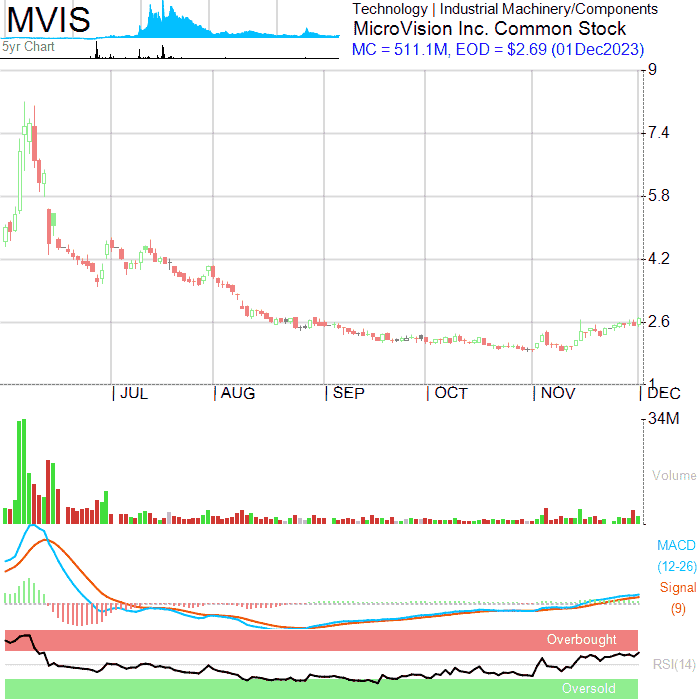 MVIS
5yr Chart
Technology | Industrial Machinery/Components
MicroVision Inc. Common Stock
MC = 511.1M, EOD = $2.69 (01Dec2023)
9
7.4
5.8
4.2
2.6
1
JUL AUG SEP OCT NOV DEC
34M
Volume
MACD
(12-26)
Signal
(9)
Overbought
RSI(14)
Oversold